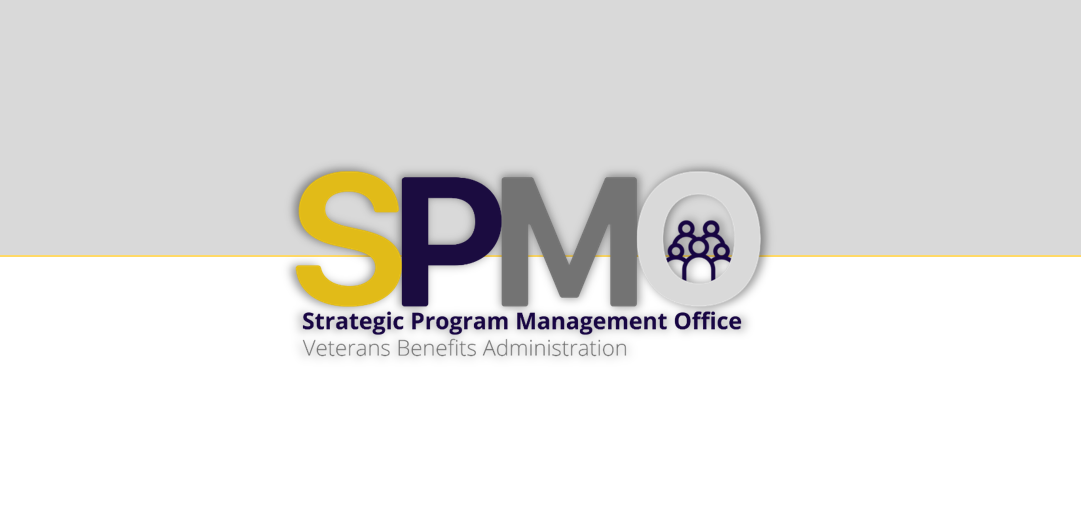 SPMO
Strategic Program Management Office
Veterans Benefits Administration